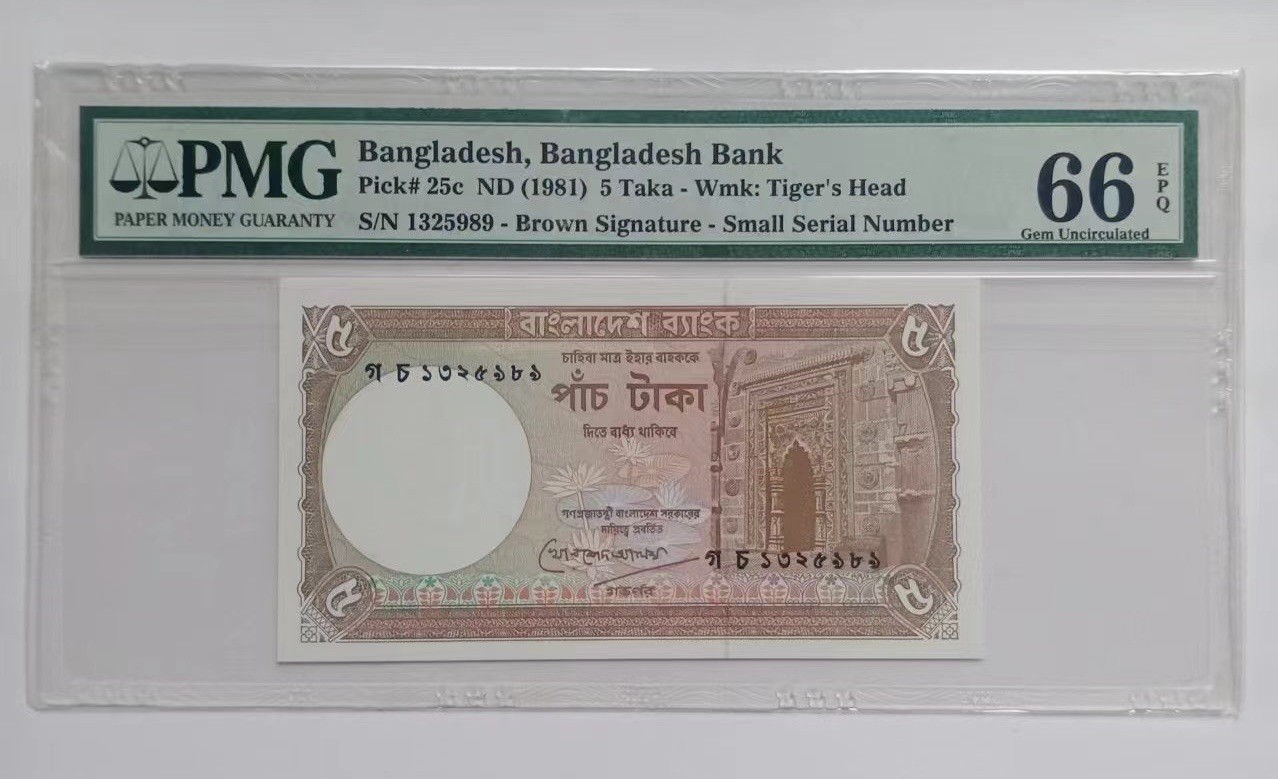 PMG
PAPER MONEY GUARANTY
Bangladesh, Bangladesh Bank
Pick# 25c ND (1981) 5 Taka - Wmk: Tiger's Head
S/N 1325989 - Brown Signature - Small Serial Number
66
EPQ
Gem Uncirculated
৫
বাংলাদেশ ব্যাংক
৫
চাহিবা মাত্র ইহার বাহককে
গ চ ১৩২৫৯৮৯
পাঁচ টাকা
দিতে বাধ্য থাকিবে
গণপ্রজাতন্ত্রী বাংলাদেশ সরকারের
দায়িত্বে প্রবর্তিত
গ চ ১৩২৫৯৮৯
গভর্ণর
৫
৫